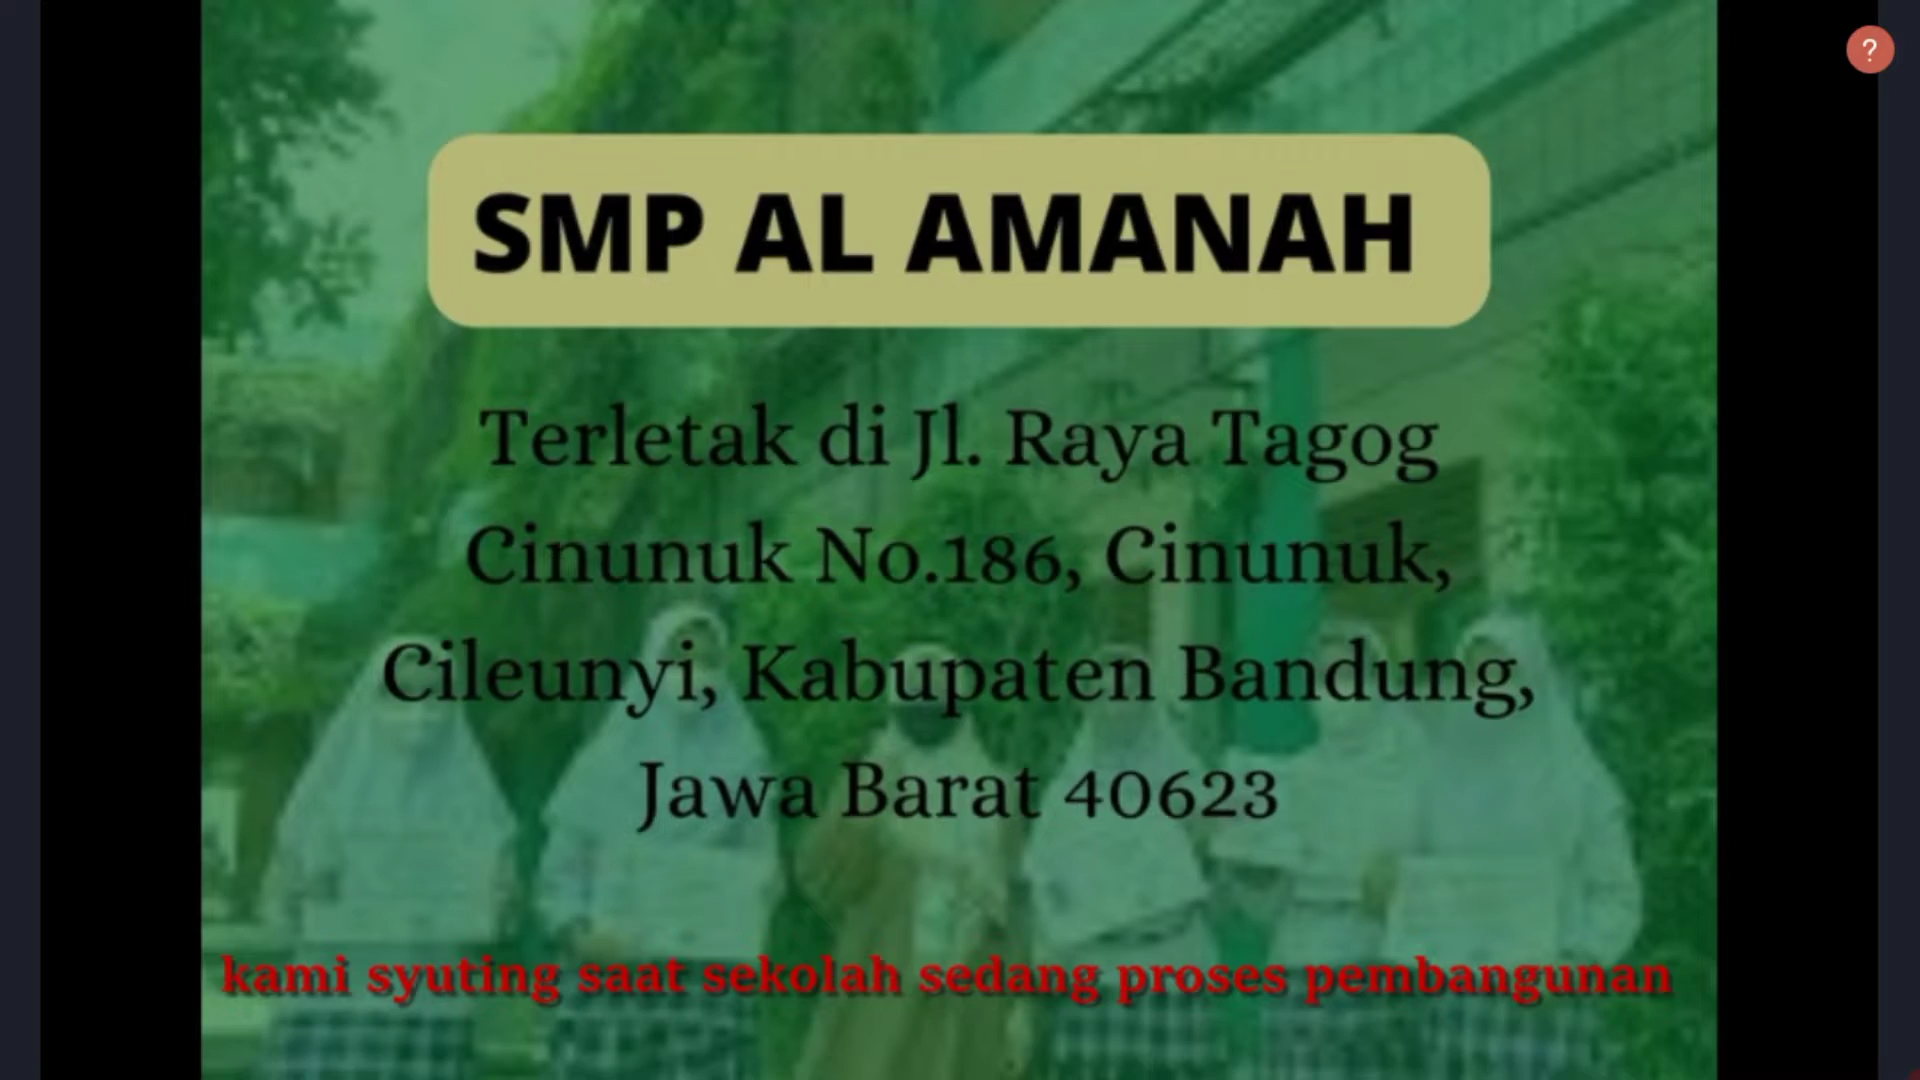 SMP AL AMANAH
Terletak di Jl. Raya Tagog
Cinunuk No.186, Cinunuk,
Cileunyi, Kabupaten Bandung,
Jawa Barat 40623
kami syuting saat sekolah sedang proses pembangunan
?